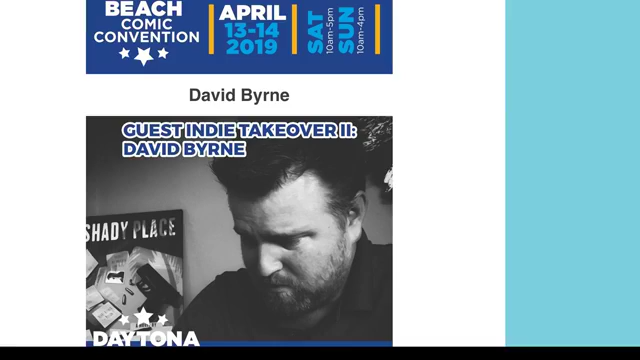 BEACH
COMIC
CONVENTION
APRIL
13-14
2019
SAT
10am-5pm
SUN
10am-4pm
David Byrne
GUEST INDIE TAKEOVER II:
DAVID BYRNE
SHADY PLACE
DAYTONA